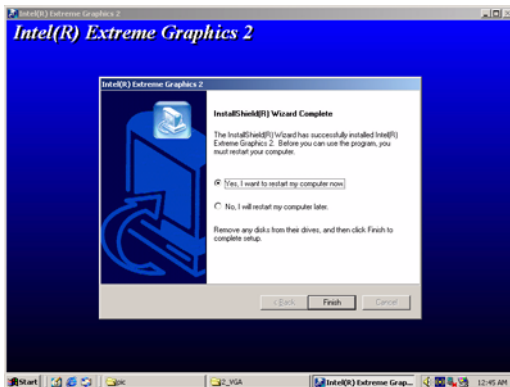 Intel(R) Extreme Graphics 2
Intel(R) Extreme Graphics 2
Intel(R) Extreme Graphics 2
InstallShield(R) Wizard Complete
The InstallShield(R) Wizard has successfully installed Intel(R)
Extreme Graphics 2. Before you can use the program, you
must restart your computer.
Yes, I want to restart my computer now.
No, I will restart my computer later.
Remove any disks from their drives, and then click Finish to
complete setup.
< Back
Finish
Cancel
Start
2_VGA
Intel(R) Extreme Grap...
12:45 AM